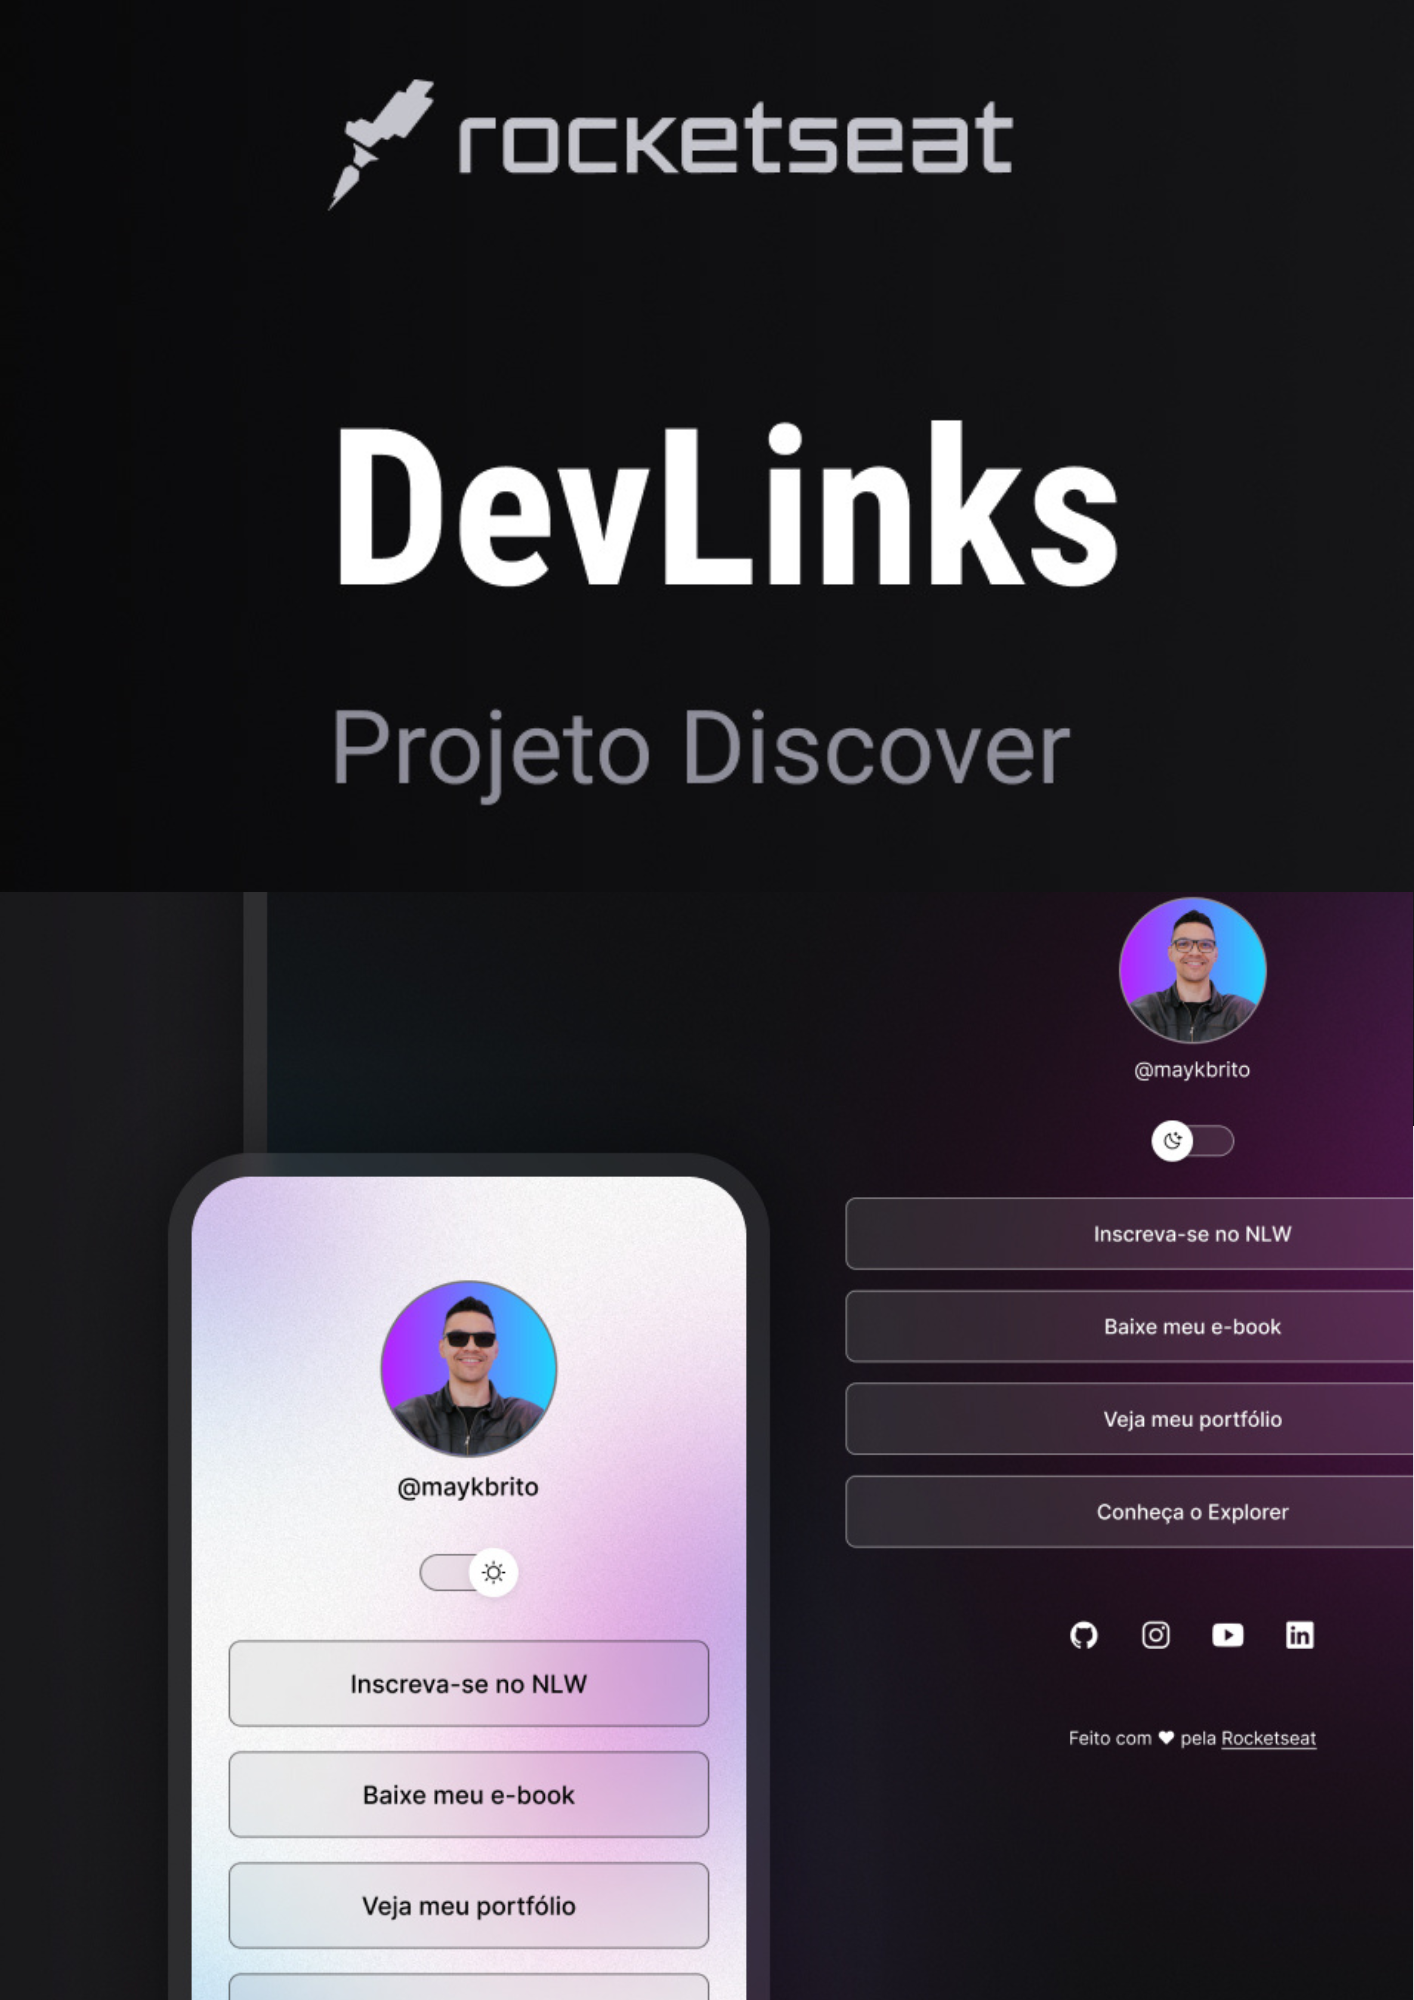 rocketseat
DevLinks
Projeto Discover
@maykbrito
Inscreva-se no NLW
Baixe meu e-book
Veja meu portfólio
Conheça o Explorer
Feito com ♥ pela Rocketseat
@maykbrito
Inscreva-se no NLW
Baixe meu e-book
Veja meu portfólio